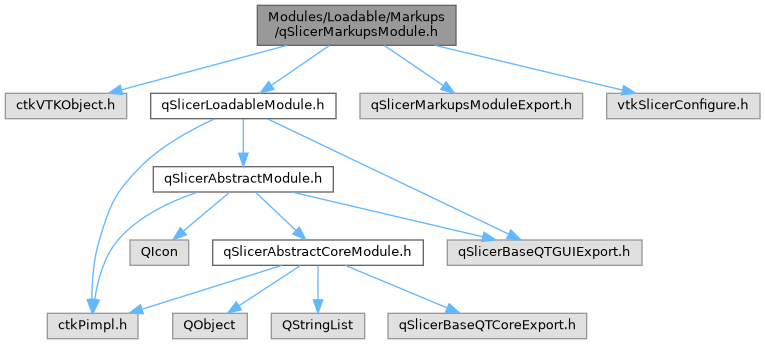 Modules/Loadable/Markups
/qSlicerMarkupsModule.h
ctkVTKObject.h
qSlicerLoadableModule.h
qSlicerMarkupsModuleExport.h
vtkSlicerConfigure.h
qSlicerAbstractModule.h
QIcon
qSlicerAbstractCoreModule.h
qSlicerBaseQTGUIExport.h
ctkPimpl.h
QObject
QStringList
qSlicerBaseQTCoreExport.h